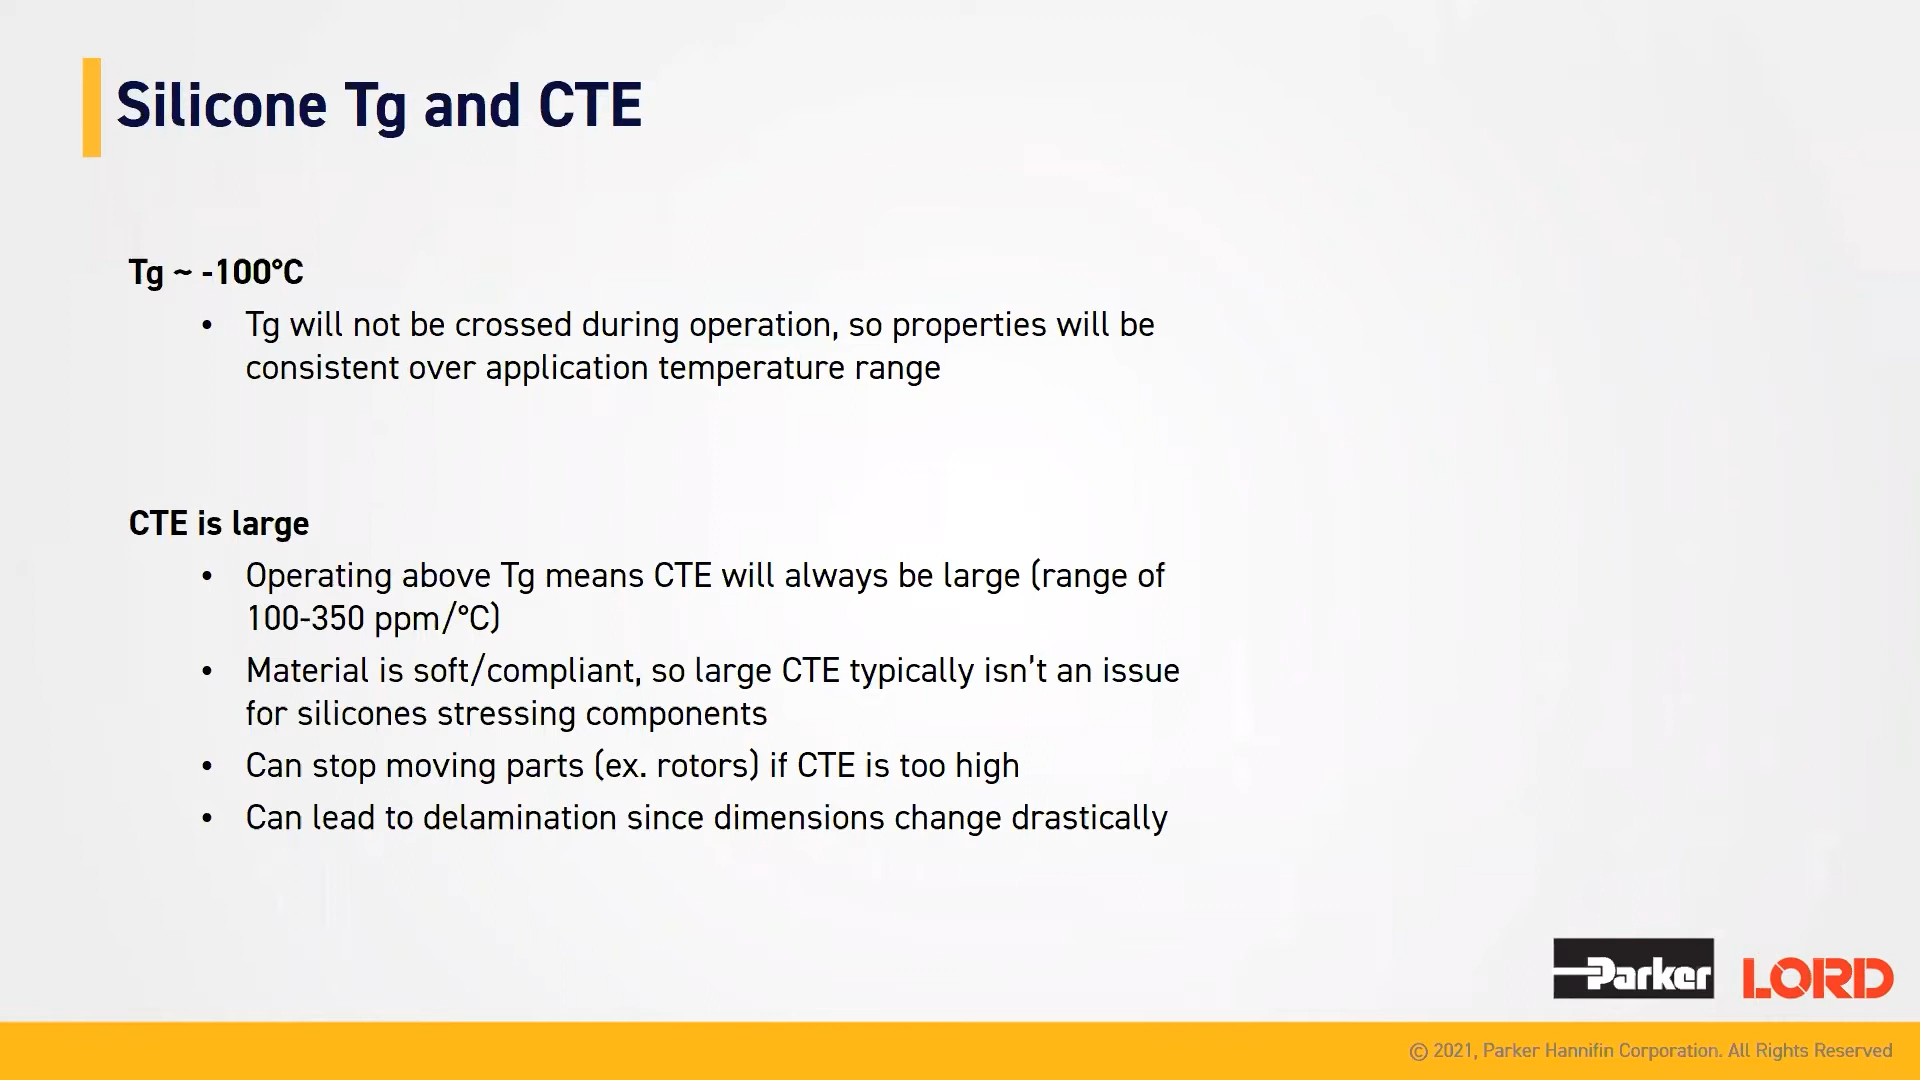 Silicone Tg and CTE
Tg ~ -100°C
• Tg will not be crossed during operation, so properties will be
consistent over application temperature range
CTE is large
• Operating above Tg means CTE will always be large (range of
100-350 ppm/°C)
• Material is soft/compliant, so large CTE typically isn’t an issue
for silicones stressing components
• Can stop moving parts (ex. rotors) if CTE is too high
• Can lead to delamination since dimensions change drastically
Parker LORD
© 2021, Parker Hannifin Corporation. All Rights Reserved